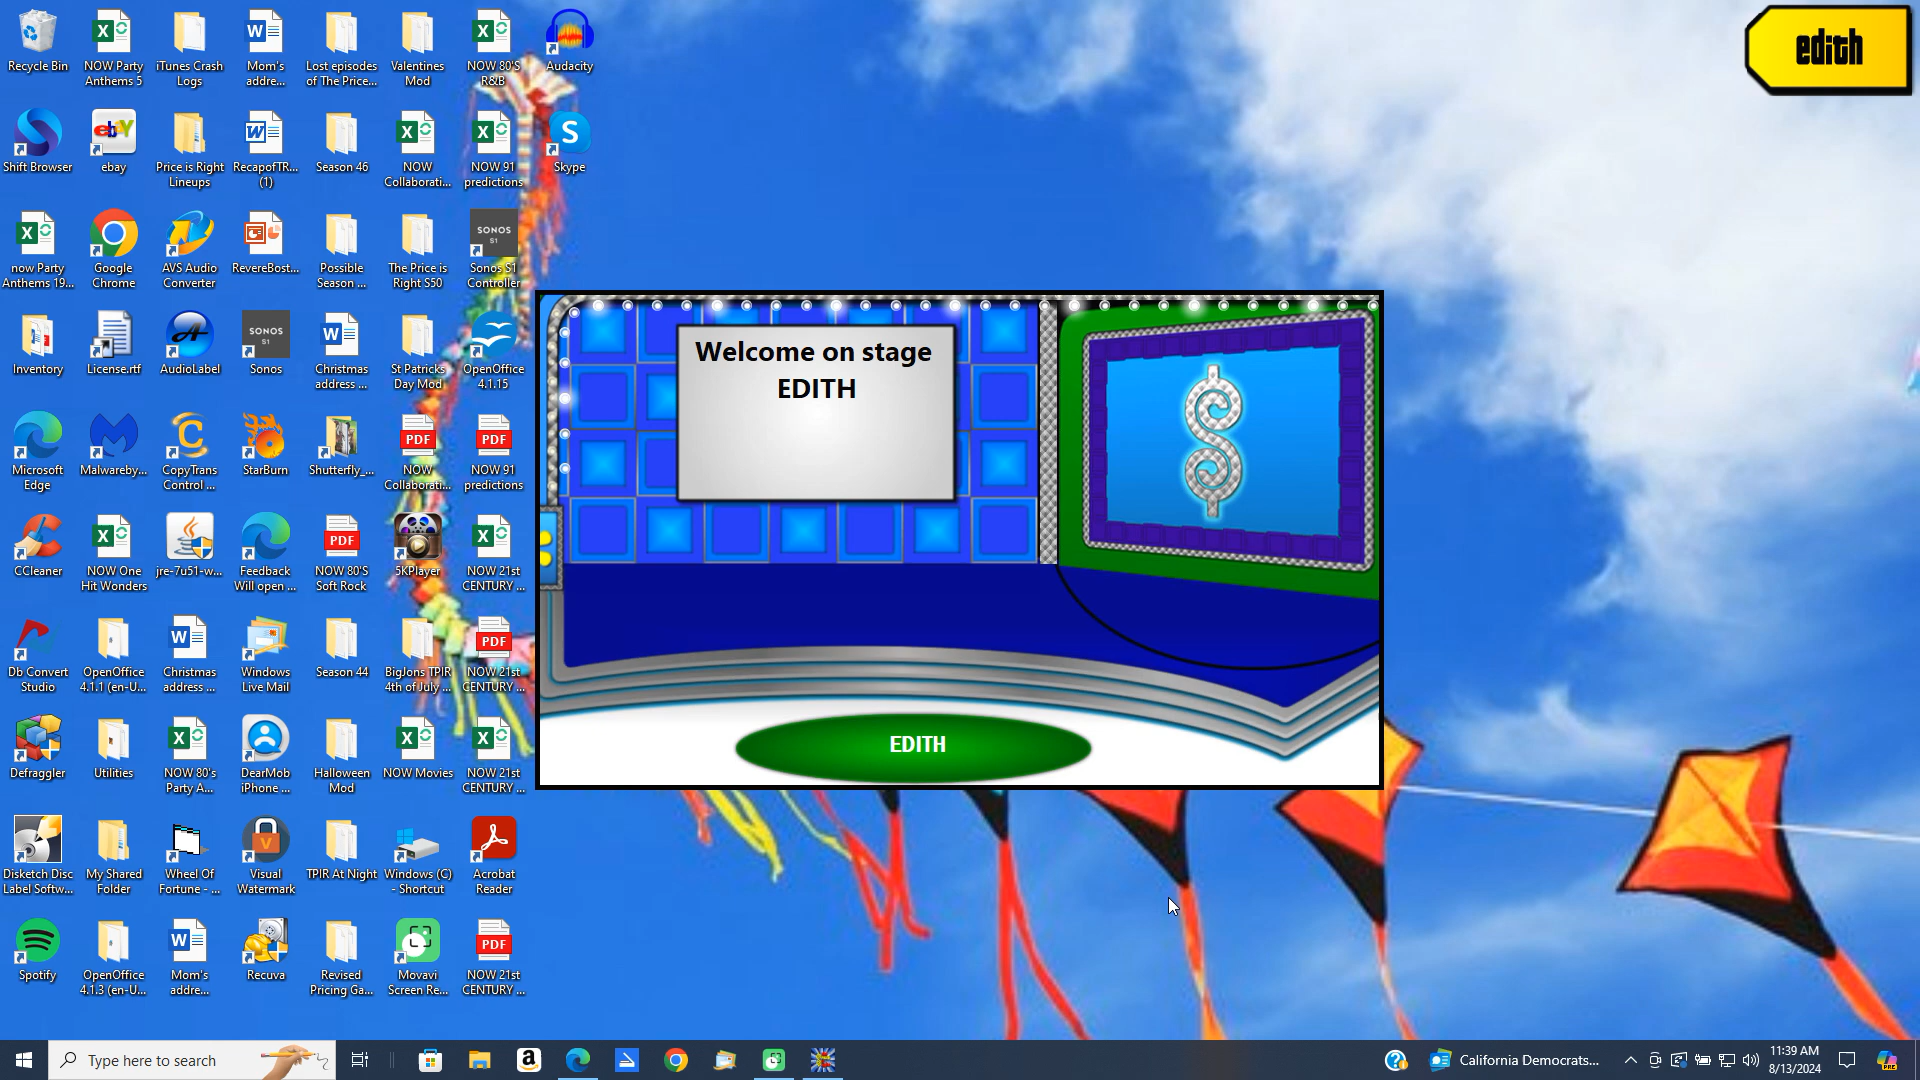 edith
Recycle Bin
NOW Party
Anthems 5
iTunes Crash
Logs
Mom's
addre...
Lost episodes
of The Price...
Valentines
Mod
NOW 80'S
R&B
Audacity
Shift Browser
ebay
ebay
Price is Right
Lineups
RecapofTR...
(1)
Season 46
NOW
Collaborati...
NOW 91
predictions
Skype
now Party
Anthems 19...
Google
Chrome
AVS Audio
Converter
RevereBost...
Possible
Season ...
The Price is
Right S50
SONOS
S1
Sonos S1
Controller
Inventory
License.rtf
AudioLabel
SONOS
S1
Sonos
Christmas
address ...
St Patricks
Day Mod
OpenOffice
4.1.15
Microsoft
Edge
Malwareby...
CopyTrans
Control ...
StarBurn
Shutterfly_...
PDF
NOW
Collaborati...
PDF
NOW 91
predictions
CCleaner
NOW One
Hit Wonders
jre-7u51-w...
Feedback
Will open ...
PDF
NOW 80'S
Soft Rock
5KPlayer
NOW 21st
CENTURY ...
Db Convert
Studio
OpenOffice
4.1.1 (en-U...
Christmas
address ...
Windows
Live Mail
Season 44
BigJons TPIR
4th of July ...
PDF
NOW 21st
CENTURY ...
Defraggler
Utilities
NOW 80's
Party A...
DearMob
iPhone ...
Halloween
Mod
NOW Movies
NOW 21st
CENTURY ...
Disketch Disc
Label Softw...
My Shared
Folder
Wheel Of
Fortune - ...
Visual
Watermark
TPIR At Night
Windows (C)
- Shortcut
Acrobat
Reader
Spotify
OpenOffice
4.1.3 (en-U...
Mom's
addre...
Recuva
Revised
Pricing Ga...
Movavi
Screen Re...
PDF
NOW 21st
CENTURY ...
Welcome on stage
EDITH
EDITH
Type here to search
California Democrats...
11:39 AM
8/13/2024